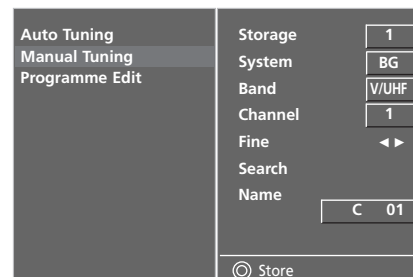 Auto Tuning
Manual Tuning
Programme Edit
Storage 1
System BG
Band V/UHF
Channel 1
Fine ◄ ►
Search
Name
C 01
Store